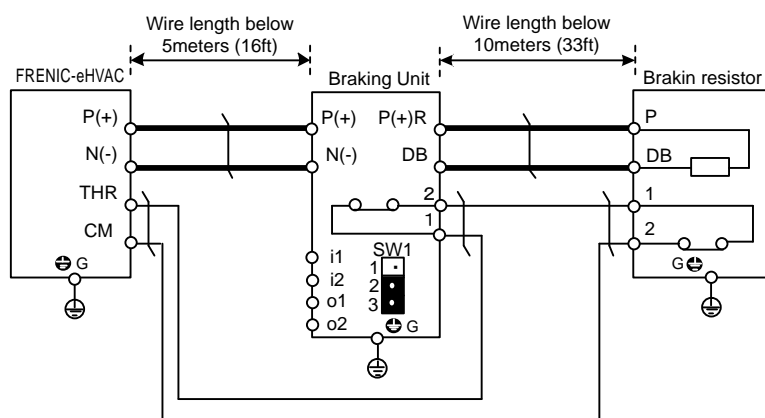 Wire length below
5meters (16ft)
Wire length below
10meters (33ft)
FRENIC-eHVAC
Braking Unit
Brakin resistor
P(+)
N(-)
THR
CM
G
P(+)
N(-)
P(+)R
DB
2
1
i1
i2
o1
o2
SW1
1
2
3
G
P
DB
1
2
G